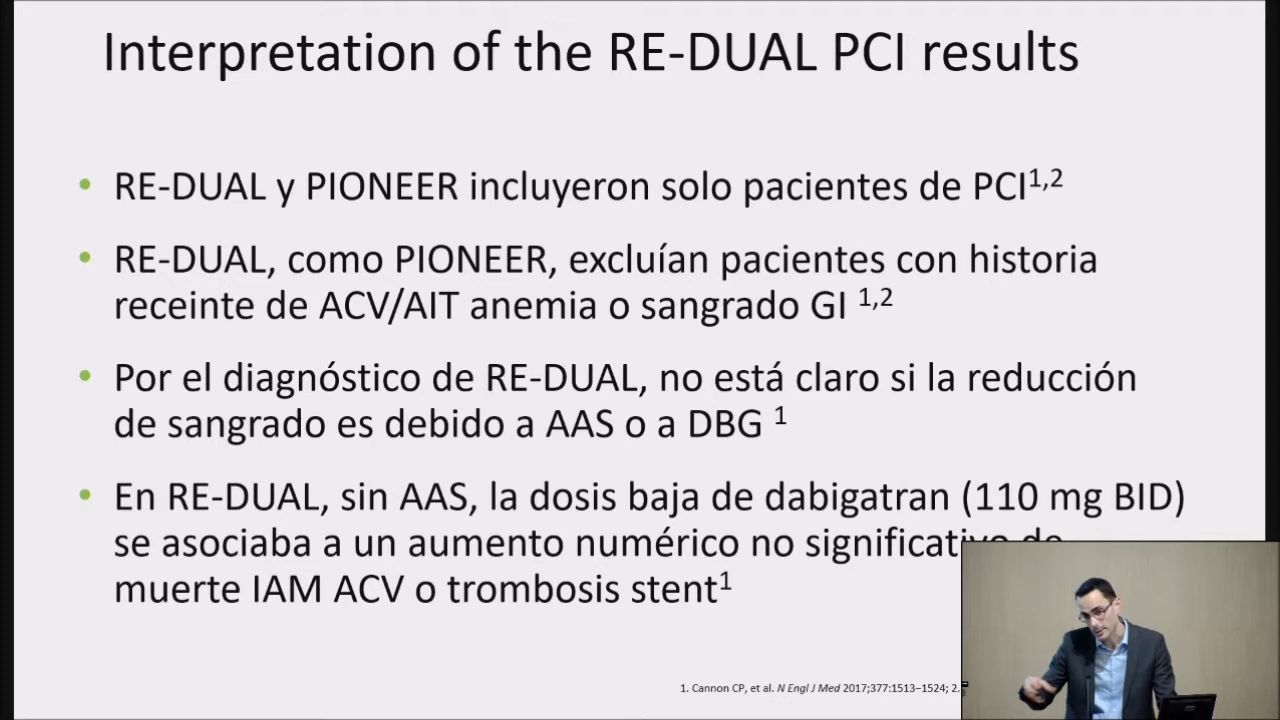 Interpretation of the RE-DUAL PCI results
• RE-DUAL y PIONEER incluyeron solo pacientes de PCI1,2
• RE-DUAL, como PIONEER, excluían pacientes con historia
receinte de ACV/AIT anemia o sangrado GI 1,2
• Por el diagnóstico de RE-DUAL, no está claro si la reducción
de sangrado es debido a AAS o a DBG 1
• En RE-DUAL, sin AAS, la dosis baja de dabigatran (110 mg BID)
se asociaba a un aumento numérico no significativo de
muerte IAM ACV o trombosis stent1
1. Cannon CP, et al. N Engl J Med 2017;377:1513–1524; 2.